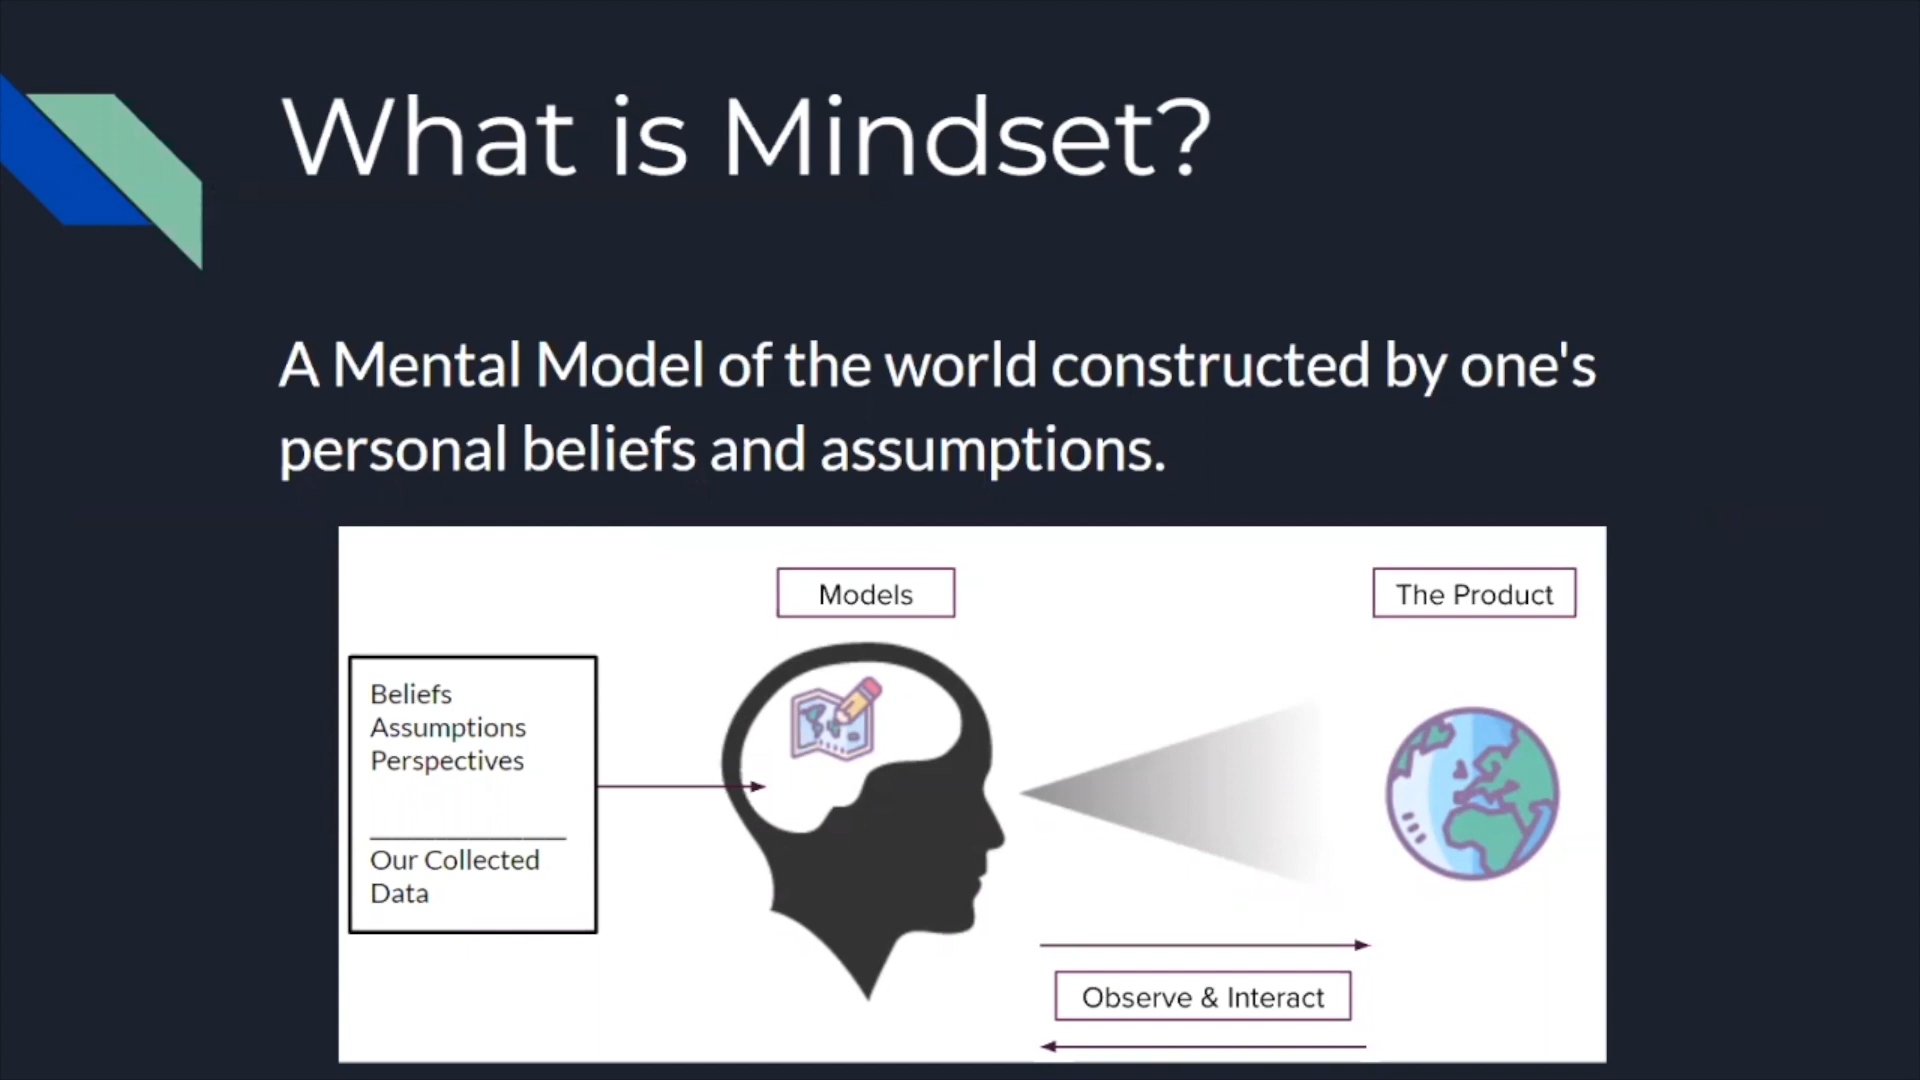 What is Mindset?
A Mental Model of the world constructed by one's
personal beliefs and assumptions.
Models
The Product
Beliefs
Assumptions
Perspectives
Our Collected
Data
Observe & Interact